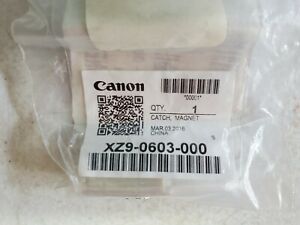 Canon
*00001*
QTY. 1
CATCH, MAGNET
MAR.03.2016
CHINA
XZ9-0603-000